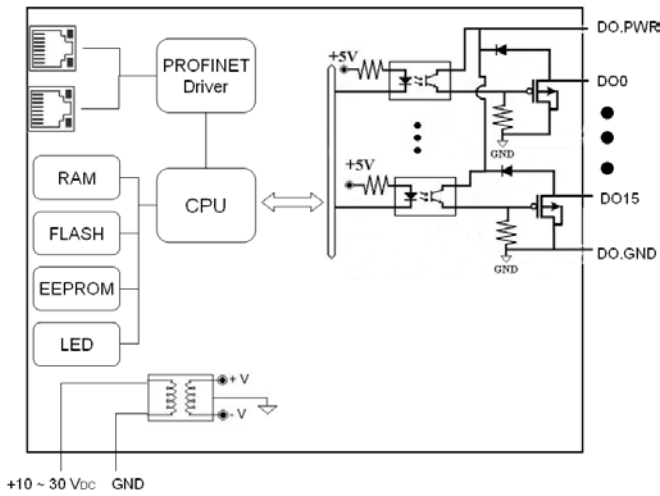 DO.PWR
PROFINET
Driver
+5V
DO0
GND
+5V
RAM
CPU
FLASH
DO15
EEPROM
GND
DO.GND
LED
+ V
- V
+10 ~ 30 VDC
GND